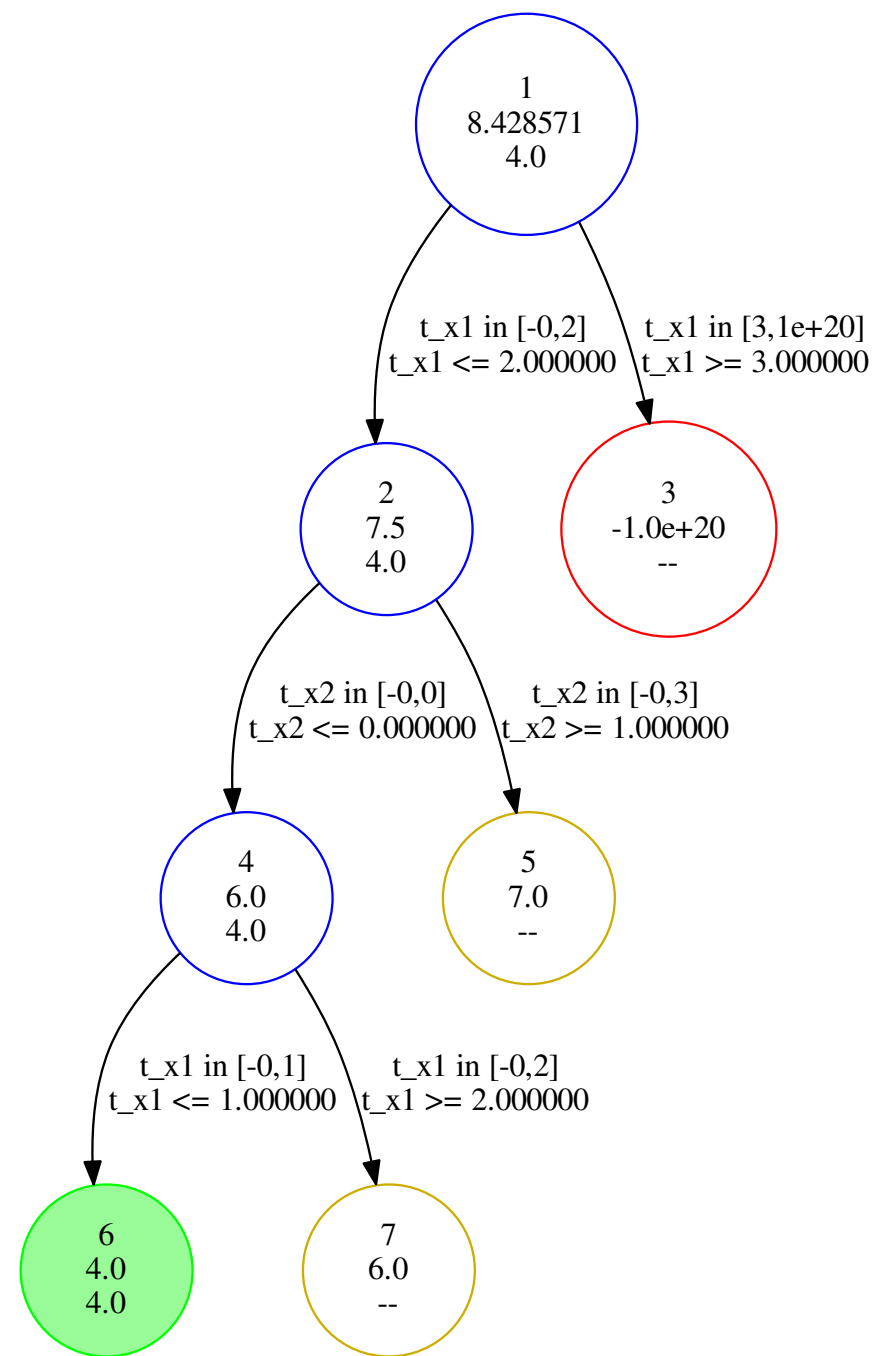 1
8.428571
4.0
t_x1 in [-0,2]
t_x1 <= 2.000000
t_x1 in [3,1e+20]
t_x1 >= 3.000000
2
7.5
4.0
3
-1.0e+20
--
t_x2 in [-0,0]
t_x2 <= 0.000000
t_x2 in [-0,3]
t_x2 >= 1.000000
4
6.0
4.0
5
7.0
--
t_x1 in [-0,1]
t_x1 <= 1.000000
t_x1 in [-0,2]
t_x1 >= 2.000000
6
4.0
4.0
7
6.0
--